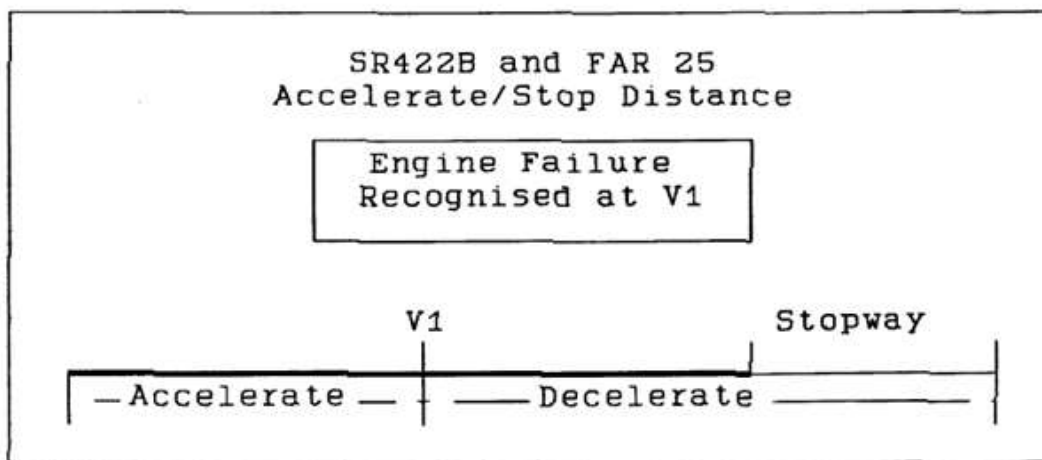 SR422B and FAR 25
Accelerate/Stop Distance
Engine Failure
Recognised at V1
V1 Stopway
Accelerate Decelerate